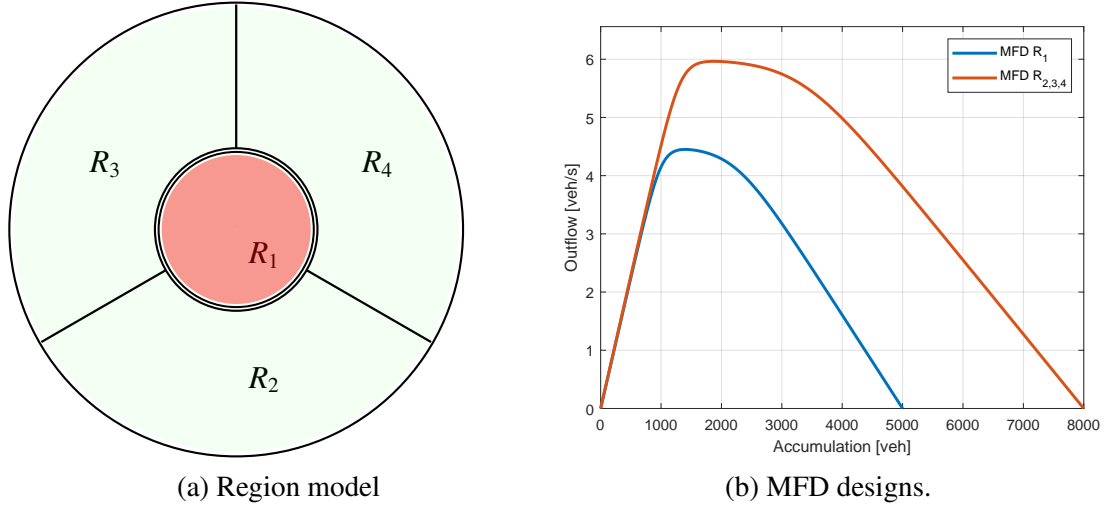 R3
R4
R1
R2
(a) Region model
MFD R1
MFD R2,3,4
Outflow [veh/s]
6
5
4
3
2
1
0
0 1000 2000 3000 4000 5000 6000 7000 8000
Accumulation [veh]
(b) MFD designs.